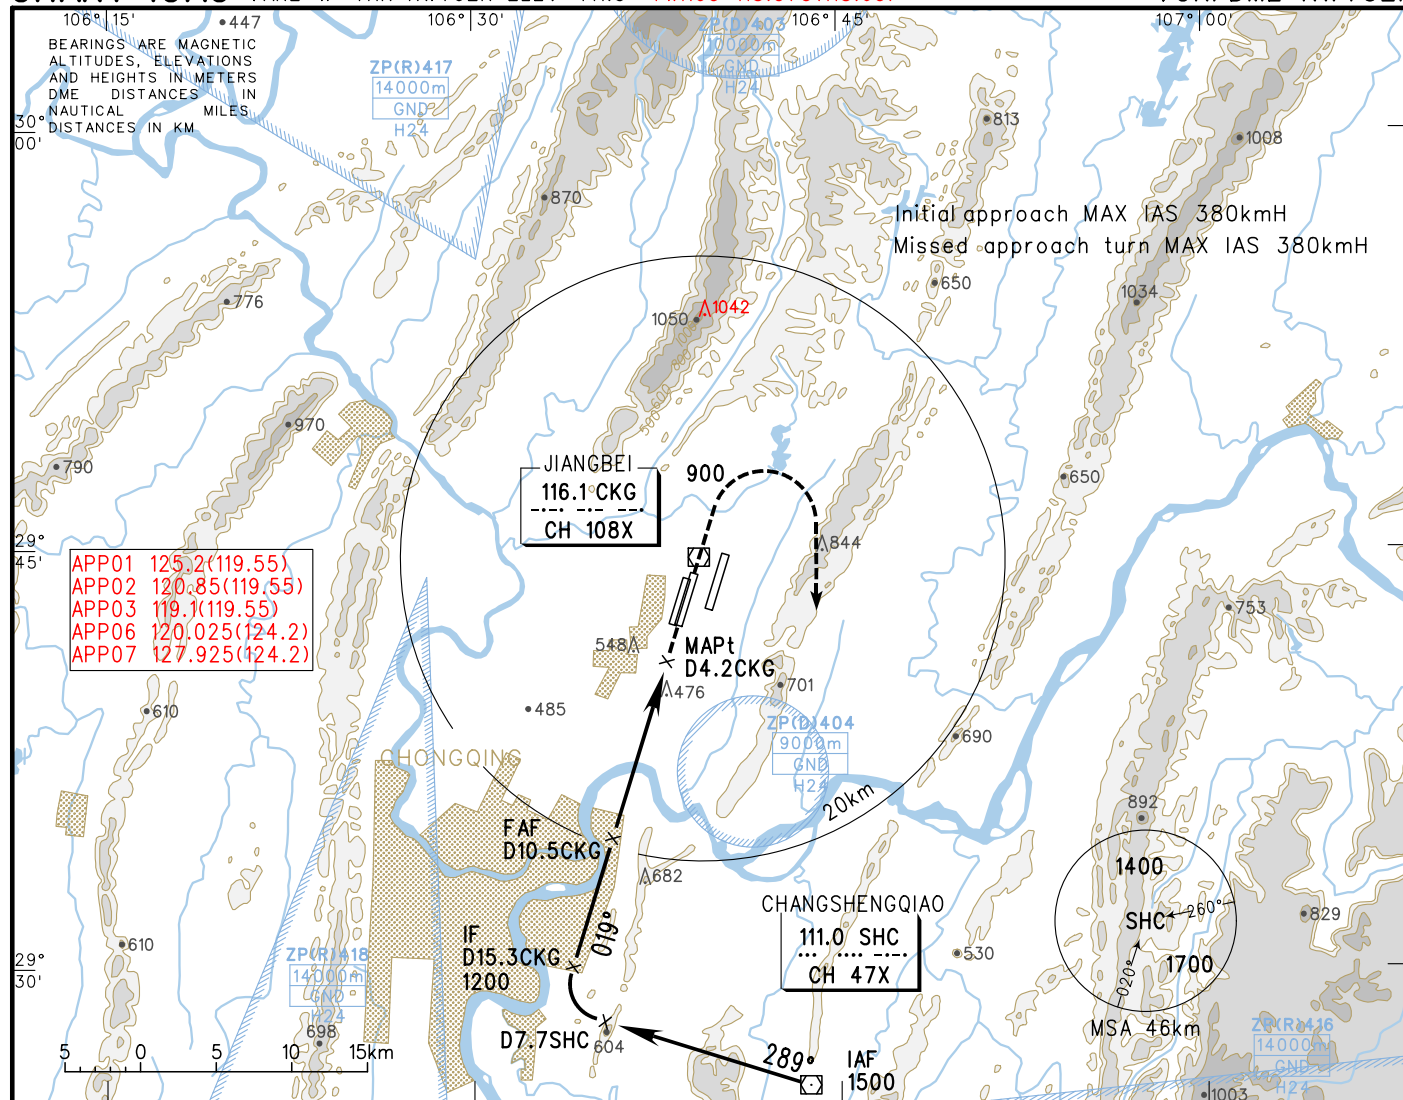 106°15'
106°30'
106°45'
107°00'
447
BEARINGS ARE MAGNETIC
ALTITUDES, ELEVATIONS
AND HEIGHTS IN METERS
DME DISTANCES IN
NAUTICAL MILES
DISTANCES IN KM
30°
00'
ZP(R)417
14000m
GND
H24
ZP(D)403
10000m
GND
H24
813
1008
870
Initial approach MAX IAS 380kmH
Missed approach turn MAX IAS 380kmH
650
776
1034
1050
1042
1000
800
600
500
970
790
650
JIANGBEI
116.1 CKG
CH 108X
900
844
29°
45'
APP01 125.2(119.55)
APP02 120.85(119.55)
APP03 119.1(119.55)
APP06 120.025(124.2)
APP07 127.925(124.2)
753
548
MAPt
D4.2CKG
476
701
610
485
ZP(D)404
9000m
GND
H24
690
CHONGQING
20km
892
FAF
D10.5CKG
682
1400
SHC
260°
020°
1700
MSA 46km
829
CHANGSHENGQIAO
111.0 SHC
CH 47X
019°
IF
D15.3CKG
1200
610
530
29°
30'
ZP(R)418
14000m
GND
H24
698
D7.7SHC
604
289°
IAF
1500
ZP(R)416
14000m
GND
H24
1003
5 0 5 10 15km